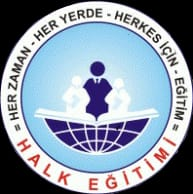 = HER ZAMAN - HER YERDE - HERKES İÇİN - EĞİTİM =
HALK EĞİTİMİ